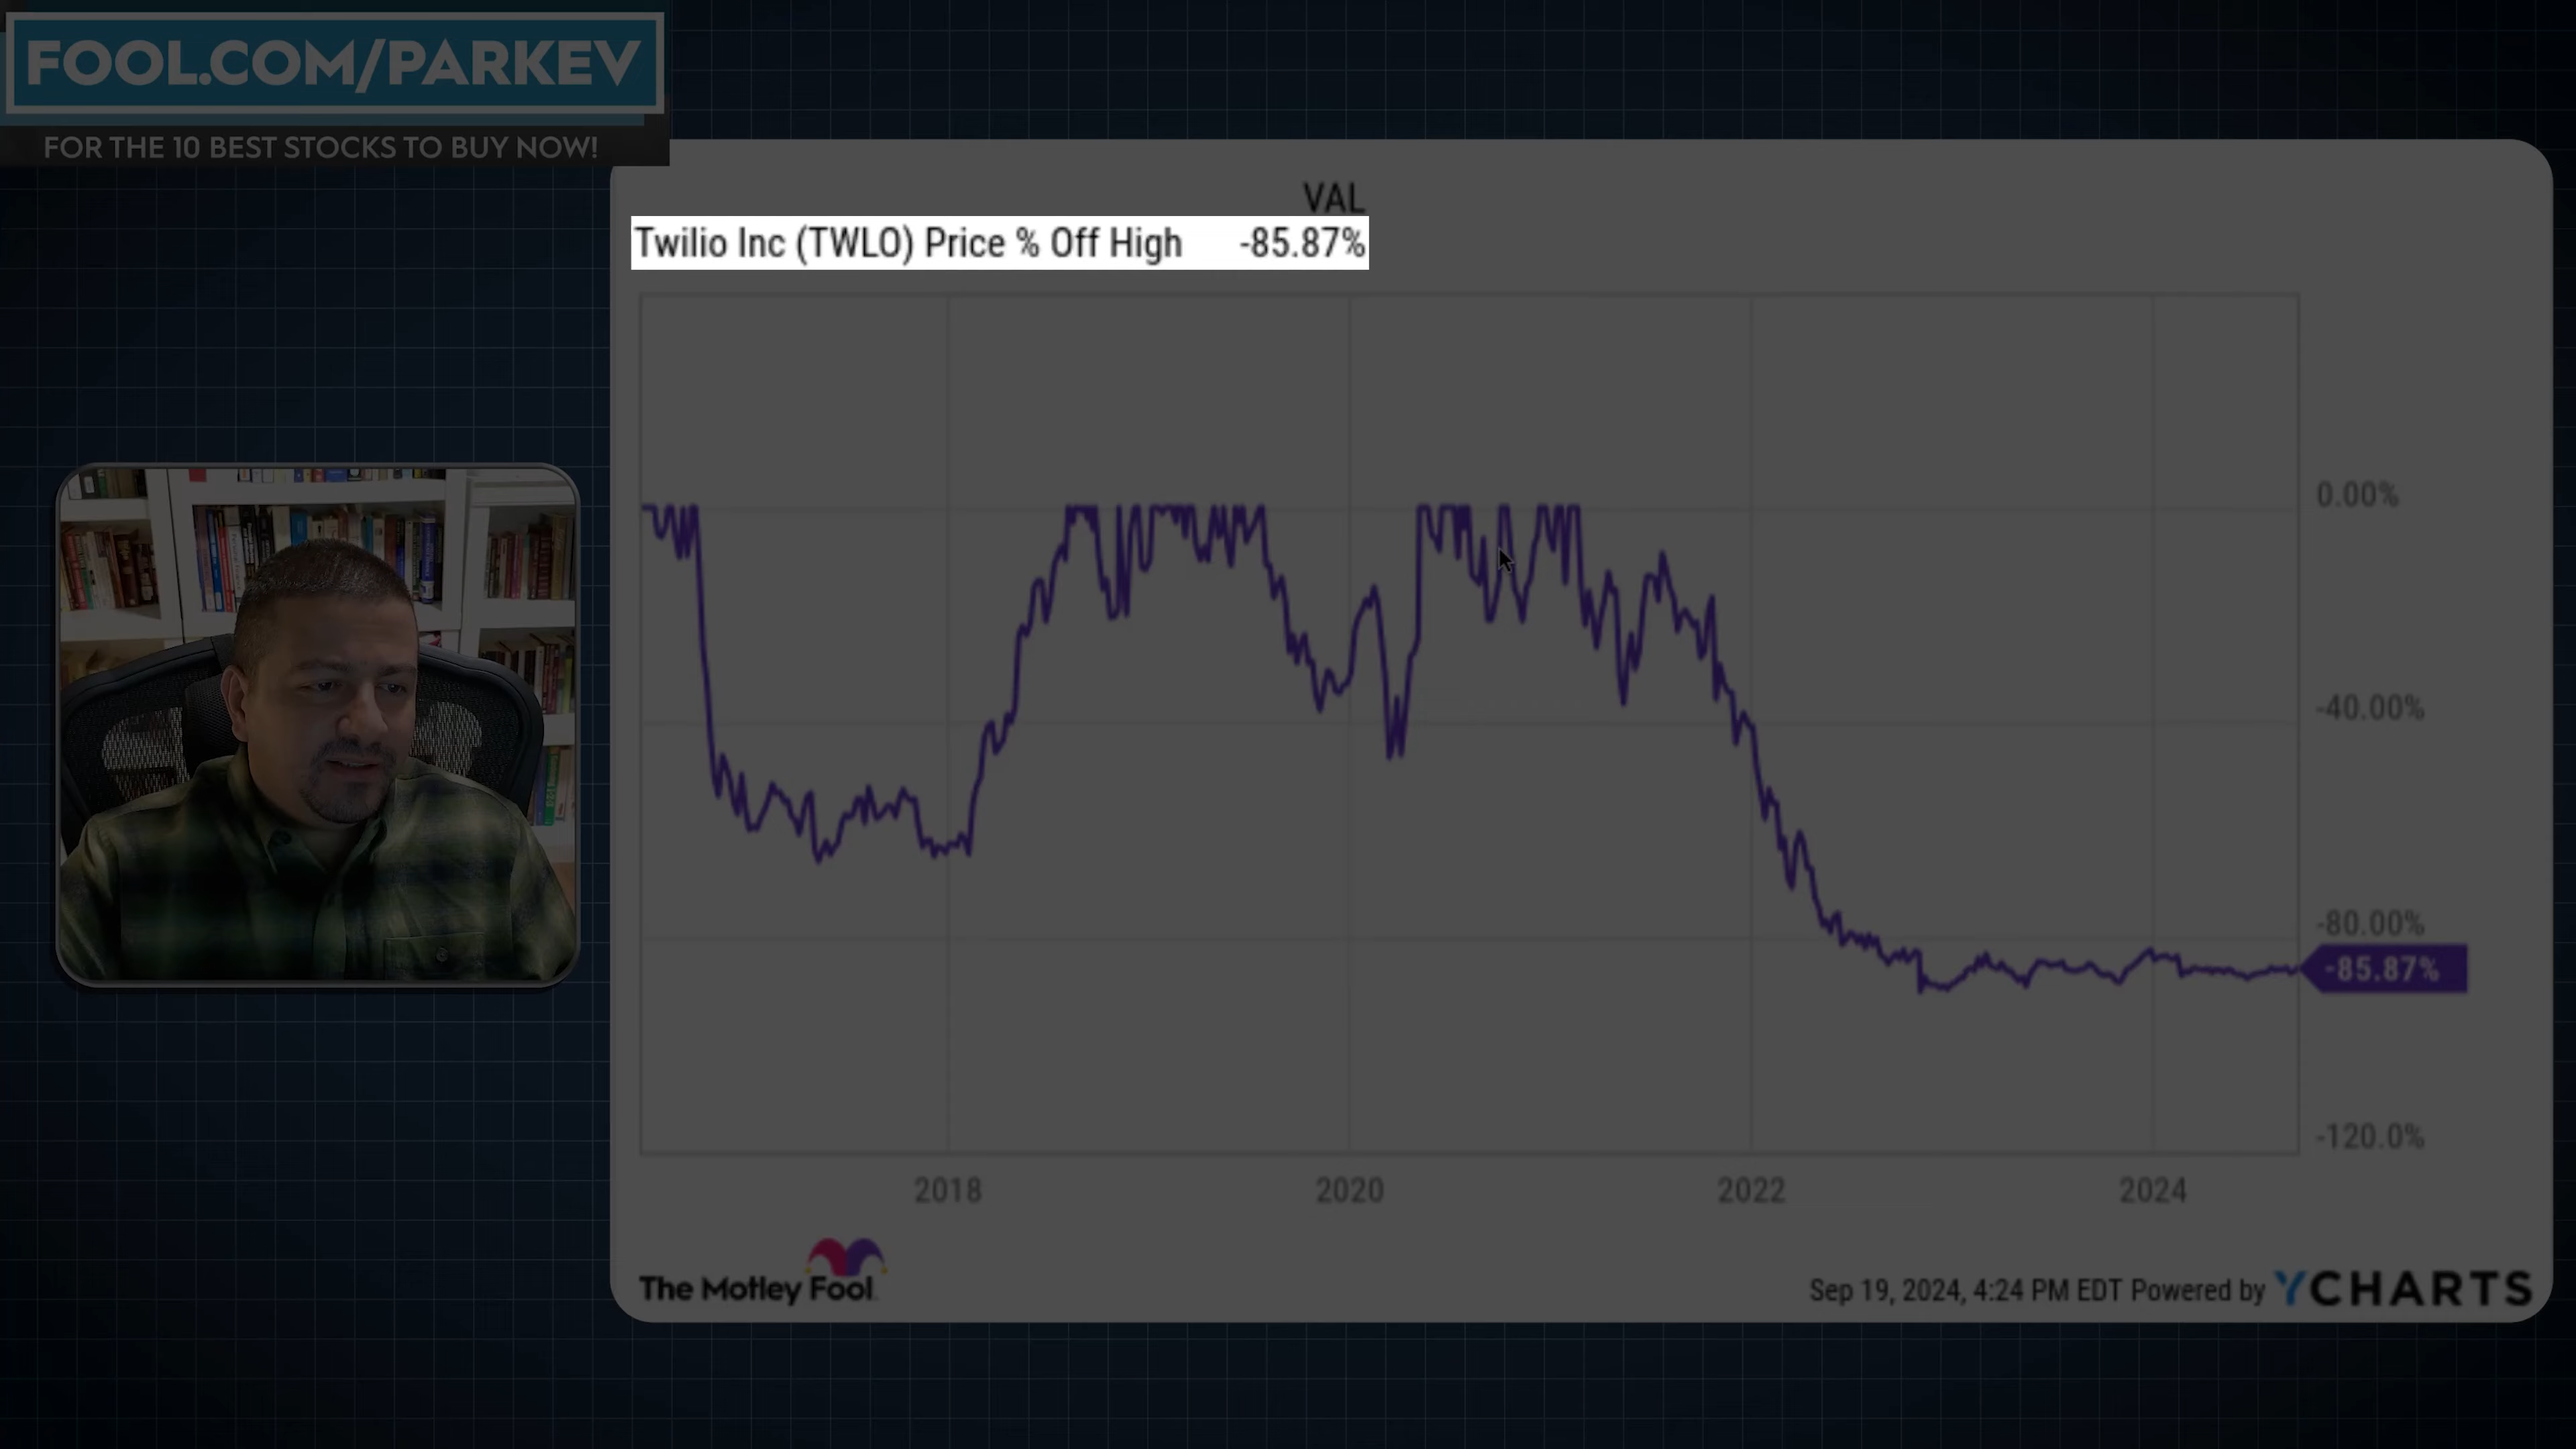 FOOL.COM/PARKEV
FOR THE 10 BEST STOCKS TO BUY NOW!
VAL
Twilio Inc (TWLO) Price % Off High -85.87%
0.00%
-40.00%
-80.00%
-85.87%
-120.0%
2018 2020 2022 2024
The Motley Fool.
Sep 19, 2024, 4:24 PM EDT Powered by YCHARTS